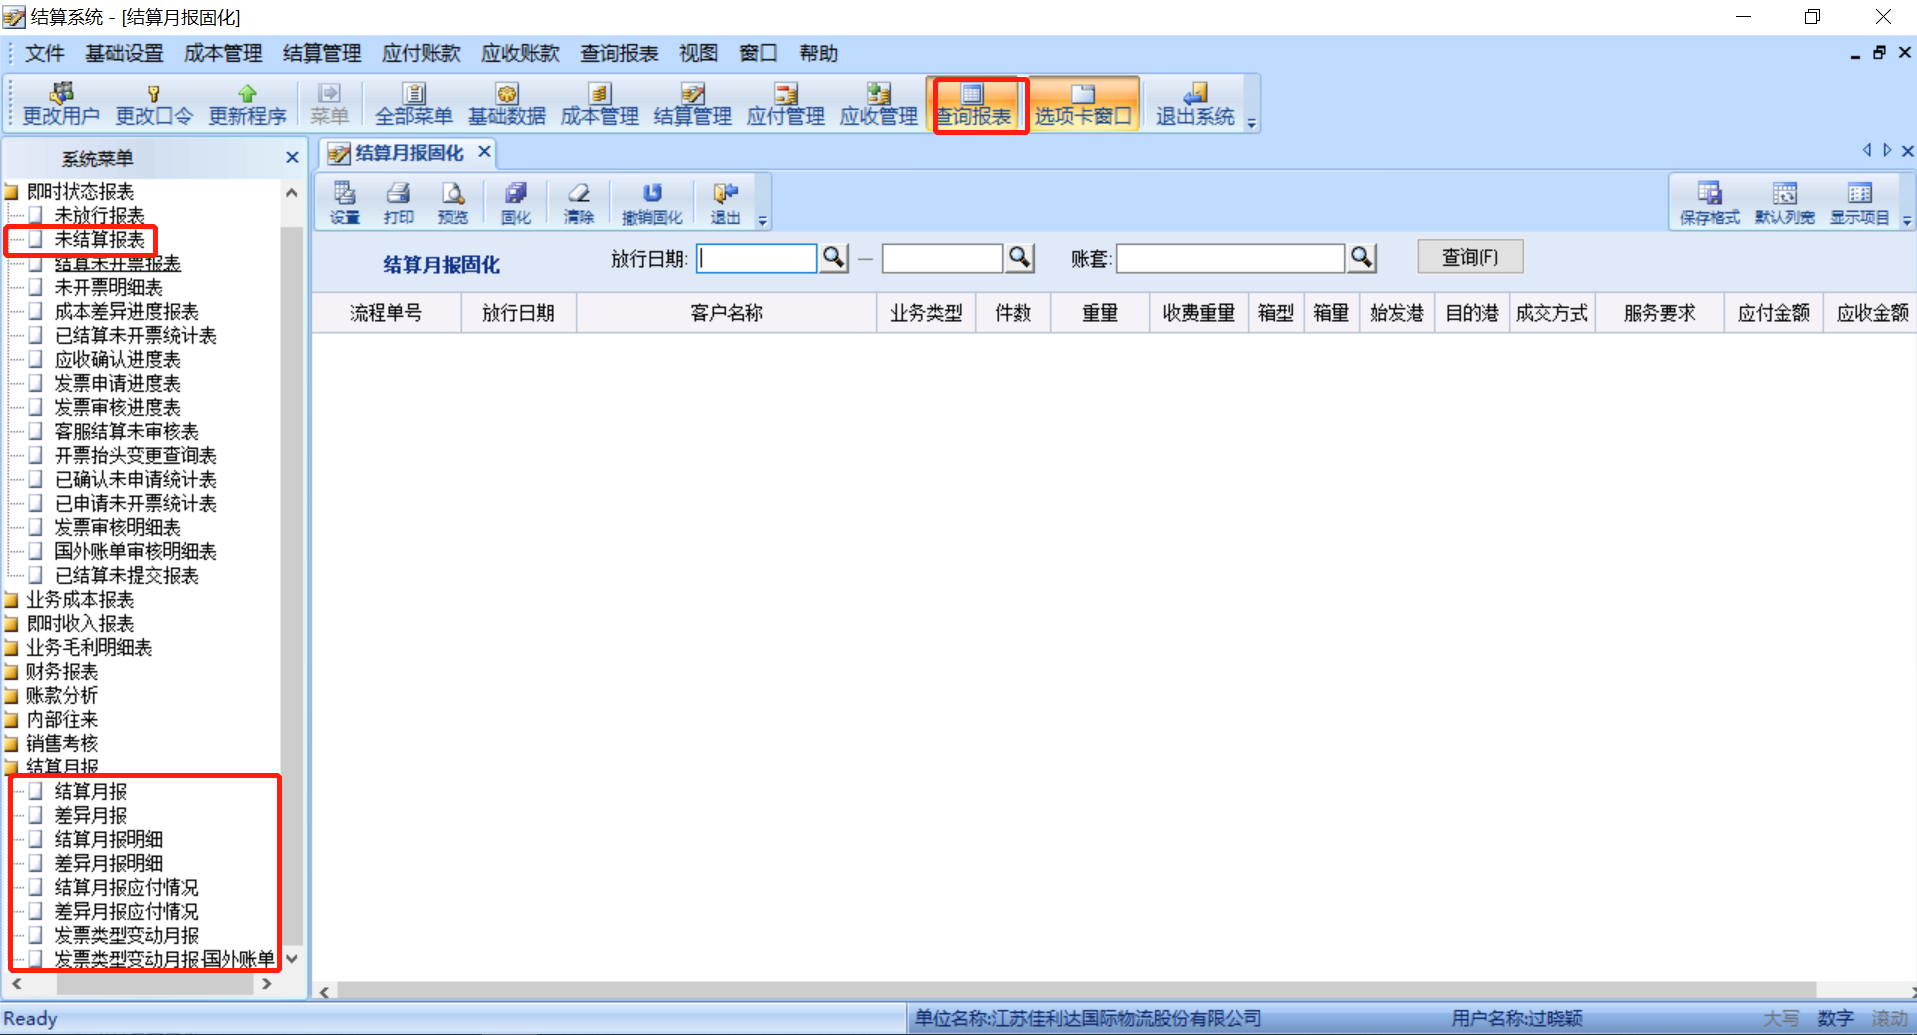 结算系统 - [结算月报固化]
文件 基础设置 成本管理 结算管理 应付账款 应收账款 查询报表 视图 窗口 帮助
更改用户 更改口令 更新程序 菜单 全部菜单 基础数据 成本管理 结算管理 应付管理 应收管理 查询报表 选项卡窗口 退出系统
系统菜单
结算月报固化
即时状态报表
未放行报表
未结算报表
结算未开票报表
未开票明细表
成本差异进度报表
已结算未开票统计表
应收确认进度表
发票申请进度表
发票审核进度表
客服结算未审核表
开票抬头变更查询表
已确认未申请统计表
已申请未开票统计表
发票审核明细表
国外账单审核明细表
已结算未提交报表
业务成本报表
即时收入报表
业务毛利明细表
财务报表
账款分析
内部往来
销售考核
结算月报
结算月报
差异月报
结算月报明细
差异月报明细
结算月报应付情况
差异月报应付情况
发票类型变动月报
发票类型变动月报-国外账单
设置 打印 预览 固化 清除 撤销固化 退出
保存格式 默认列宽 显示项目
结算月报固化 放行日期: — 账套: 查询(F)
流程单号 放行日期 客户名称 业务类型 件数 重量 收费重量 箱型 箱量 始发港 目的港 成交方式 服务要求 应付金额 应收金额
Ready 单位名称:江苏佳利达国际物流股份有限公司 用户名称:过晓颖 大写 数字 滚动